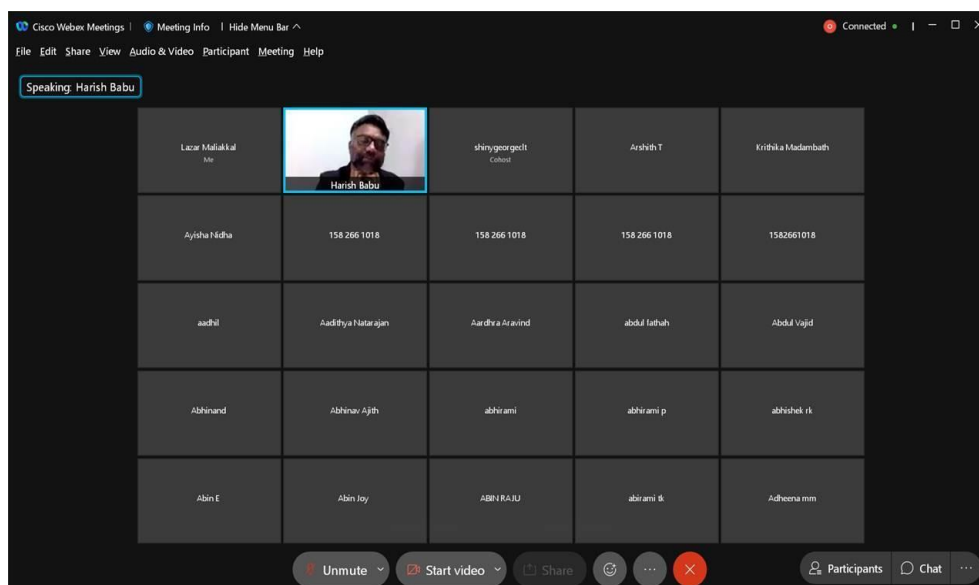 Cisco Webex Meetings | Meeting Info | Hide Menu Bar
Connected
File Edit Share View Audio & Video Participant Meeting Help
Speaking: Harish Babu
Lazar Maliakkal
Me
Harish Babu
shinygeorgeclt
Cohost
Arshith T
Krithika Madambath
Ayisha Nidha
158 266 1018
158 266 1018
158 266 1018
1582661018
aadhil
Aadithya Natarajan
Aardhra Aravind
abdul fathah
Abdul Vajid
Abhinand
Abhinav Ajith
abhirami
abhirami p
abhishek rk
Abin E
Abin Joy
ABIN RAJU
abirami tk
Adheena mm
Unmute Start video Share Participants Chat